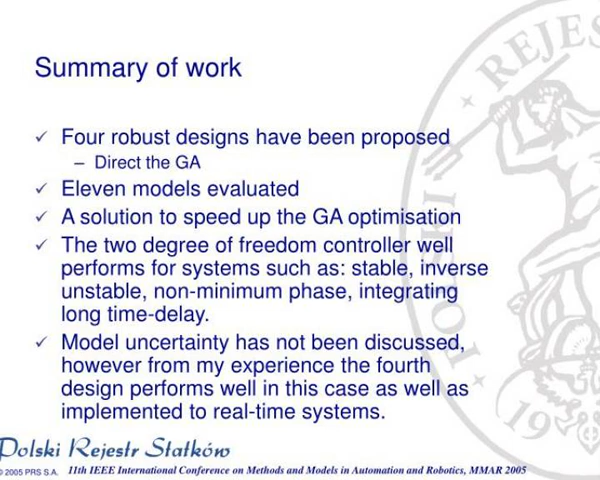 Summary of work
✓ Four robust designs have been proposed
– Direct the GA
✓ Eleven models evaluated
✓ A solution to speed up the GA optimisation
✓ The two degree of freedom controller well
performs for systems such as: stable, inverse
unstable, non-minimum phase, integrating
long time-delay.
✓ Model uncertainty has not been discussed,
however from my experience the fourth
design performs well in this case as well as
implemented to real-time systems.
Polski Rejestr Statków
© 2005 PRS S.A. 11th IEEE International Conference on Methods and Models in Automation and Robotics, MMAR 2005
REJES
POLSKI
19